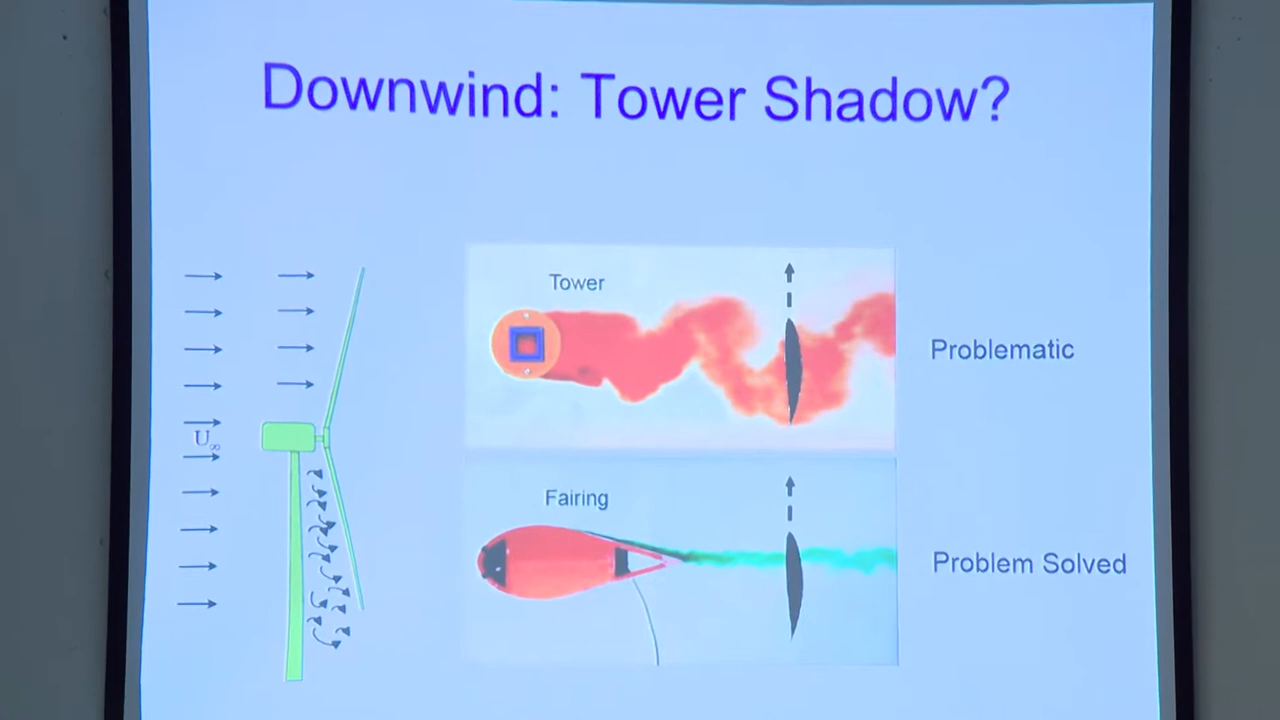 Downwind: Tower Shadow?
Tower
Problematic
U∞
Fairing
Problem Solved